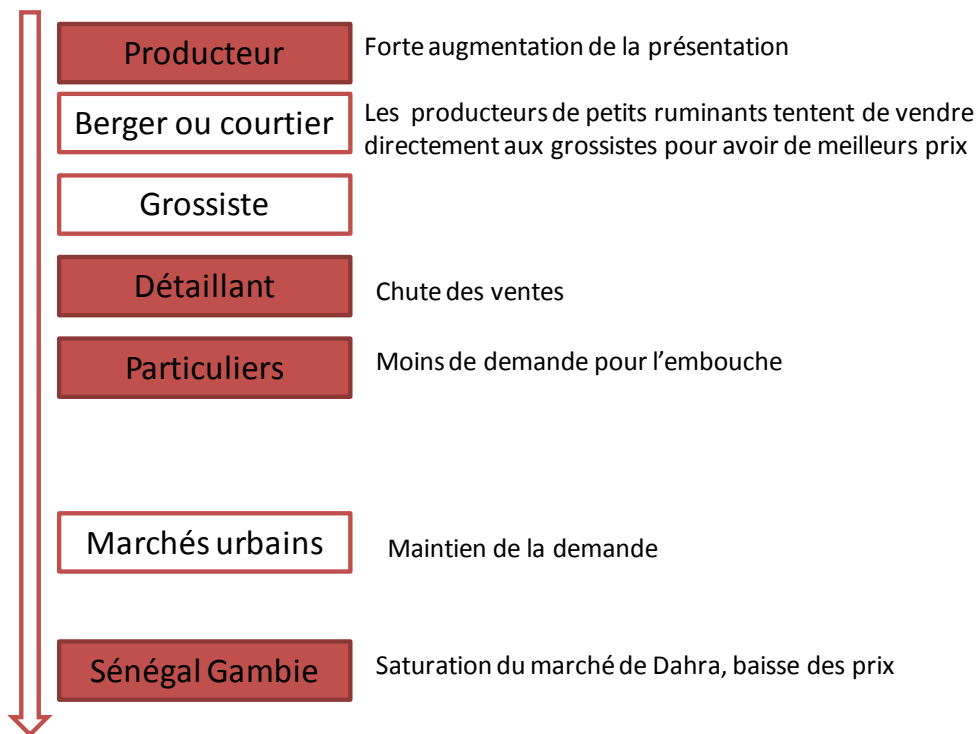 Producteur
Forte augmentation de la présentation
Berger ou courtier
Les producteurs de petits ruminants tentent de vendre
directement aux grossistes pour avoir de meilleurs prix
Grossiste
Détaillant
Chute des ventes
Particuliers
Moins de demande pour l'embouche
Marchés urbains
Maintien de la demande
Sénégal Gambie
Saturation du marché de Dahra, baisse des prix